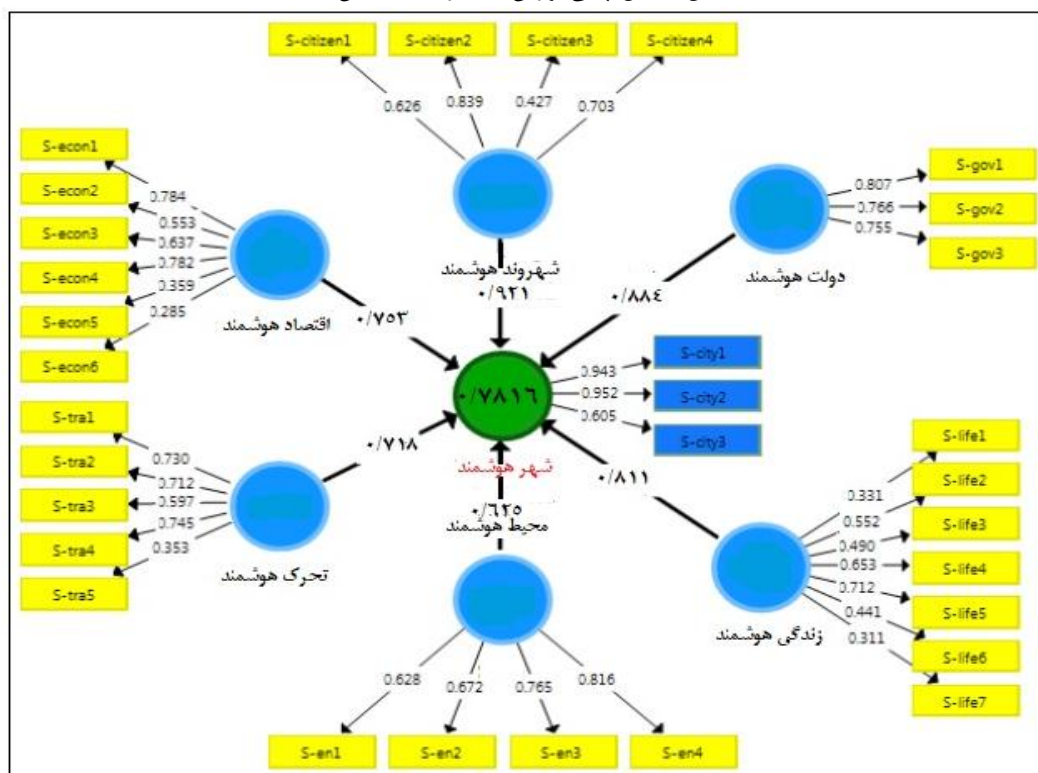 S-citizen1
S-citizen2
S-citizen3
S-citizen4
0.626
0.839
0.427
0.703
S-econ1
S-econ2
S-econ3
S-econ4
S-econ5
S-econ6
0.784
0.553
0.637
0.782
0.359
0.285
اقتصاد هوشمند
۰/۷۵۳
شهروند هوشمند
۰/۹۲۱
S-gov1
S-gov2
S-gov3
0.807
0.766
0.755
دولت هوشمند
۰/۸۸٤
۰/۷۸۱٦
شهر هوشمند
S-city1
S-city2
S-city3
0.943
0.952
0.605
S-tra1
S-tra2
S-tra3
S-tra4
S-tra5
0.730
0.712
0.597
0.745
0.353
تحرک هوشمند
۰/۷۱۸
۰/٦۲٥
محیط هوشمند
۰/۸۱۱
S-life1
S-life2
S-life3
S-life4
S-life5
S-life6
S-life7
0.331
0.552
0.490
0.653
0.712
0.441
0.311
زندگی هوشمند
0.628
0.672
0.765
0.816
S-en1
S-en2
S-en3
S-en4